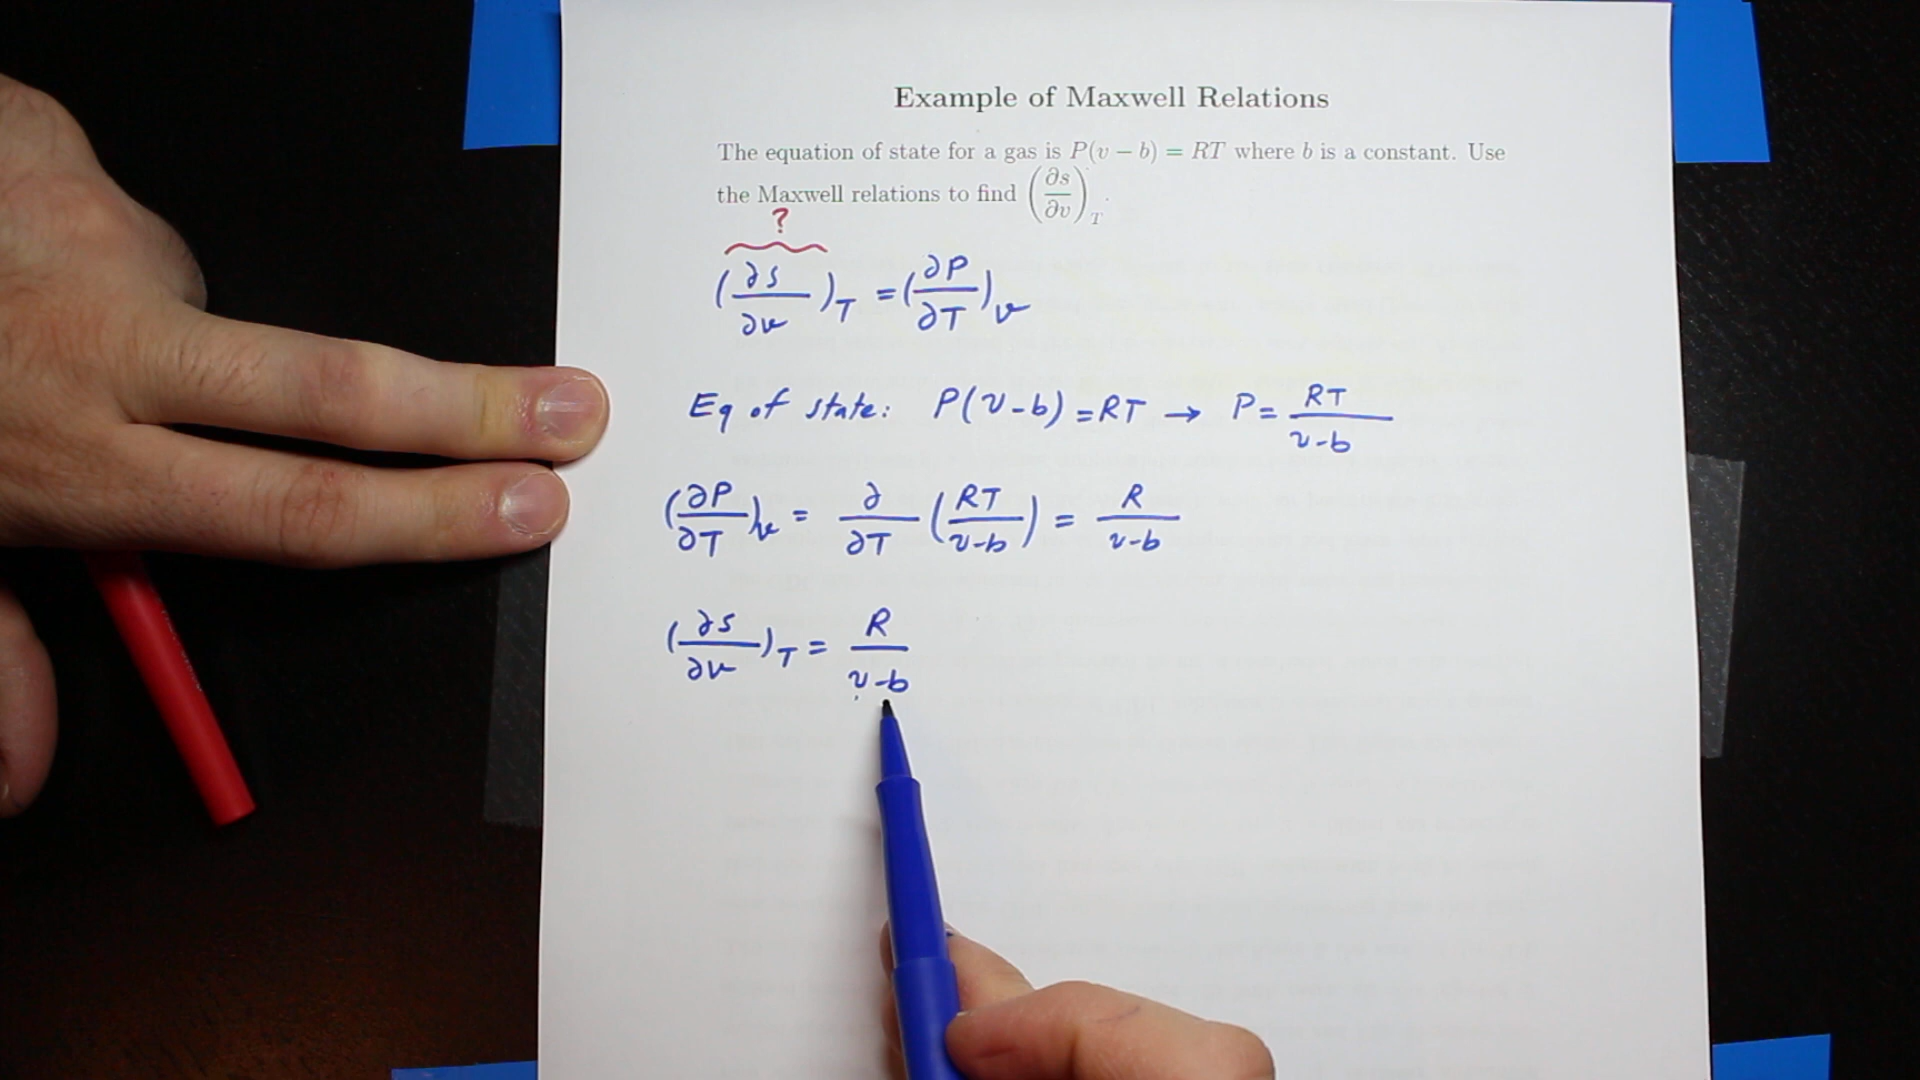 Example of Maxwell Relations
The equation of state for a gas is P(v − b) = RT where b is a constant. Use
the Maxwell relations to find (∂s/∂v)_T.
?
(∂s/∂v)_T = (∂P/∂T)_v
Eq of state: P(v-b) = RT → P = RT/(v-b)
(∂P/∂T)_v = ∂/∂T (RT/(v-b)) = R/(v-b)
(∂s/∂v)_T = R/(v-b)